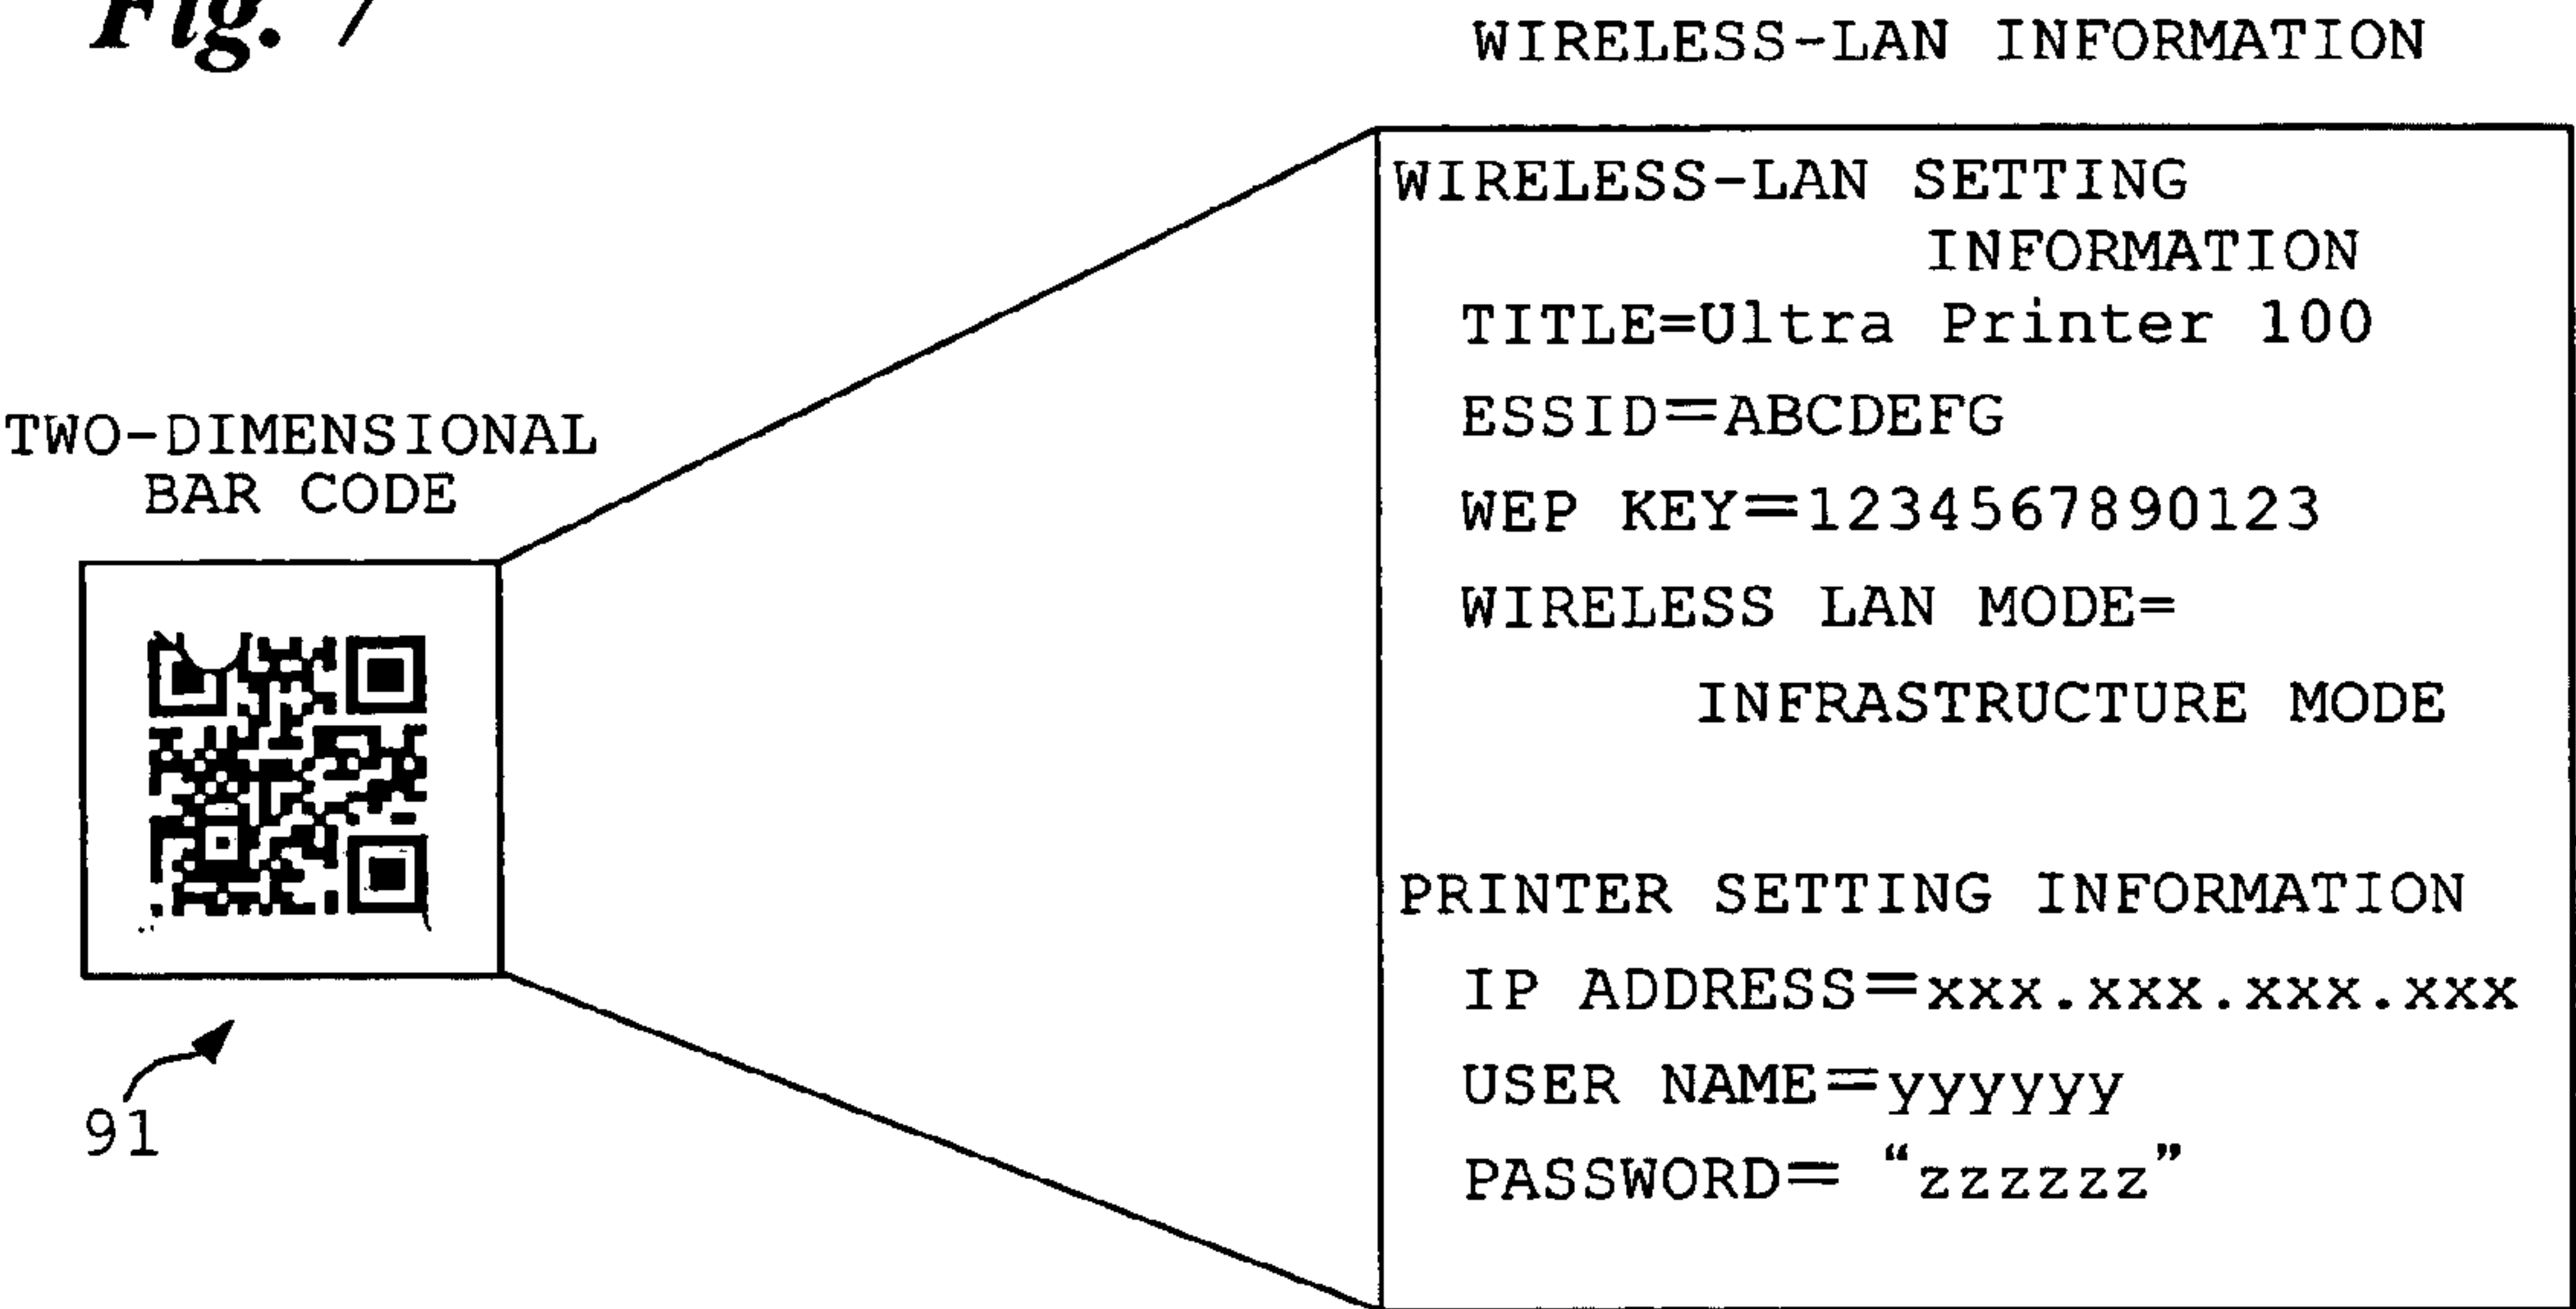 Fig. 7
WIRELESS-LAN INFORMATION
TWO-DIMENSIONAL
BAR CODE
91
WIRELESS-LAN SETTING
INFORMATION
TITLE=Ultra Printer 100
ESSID=ABCDEFG
WEP KEY=1234567890123
WIRELESS LAN MODE=
INFRASTRUCTURE MODE
PRINTER SETTING INFORMATION
IP ADDRESS=xxx.xxx.xxx.xxx
USER NAME=yyyyyy
PASSWORD= “zzzzzz”